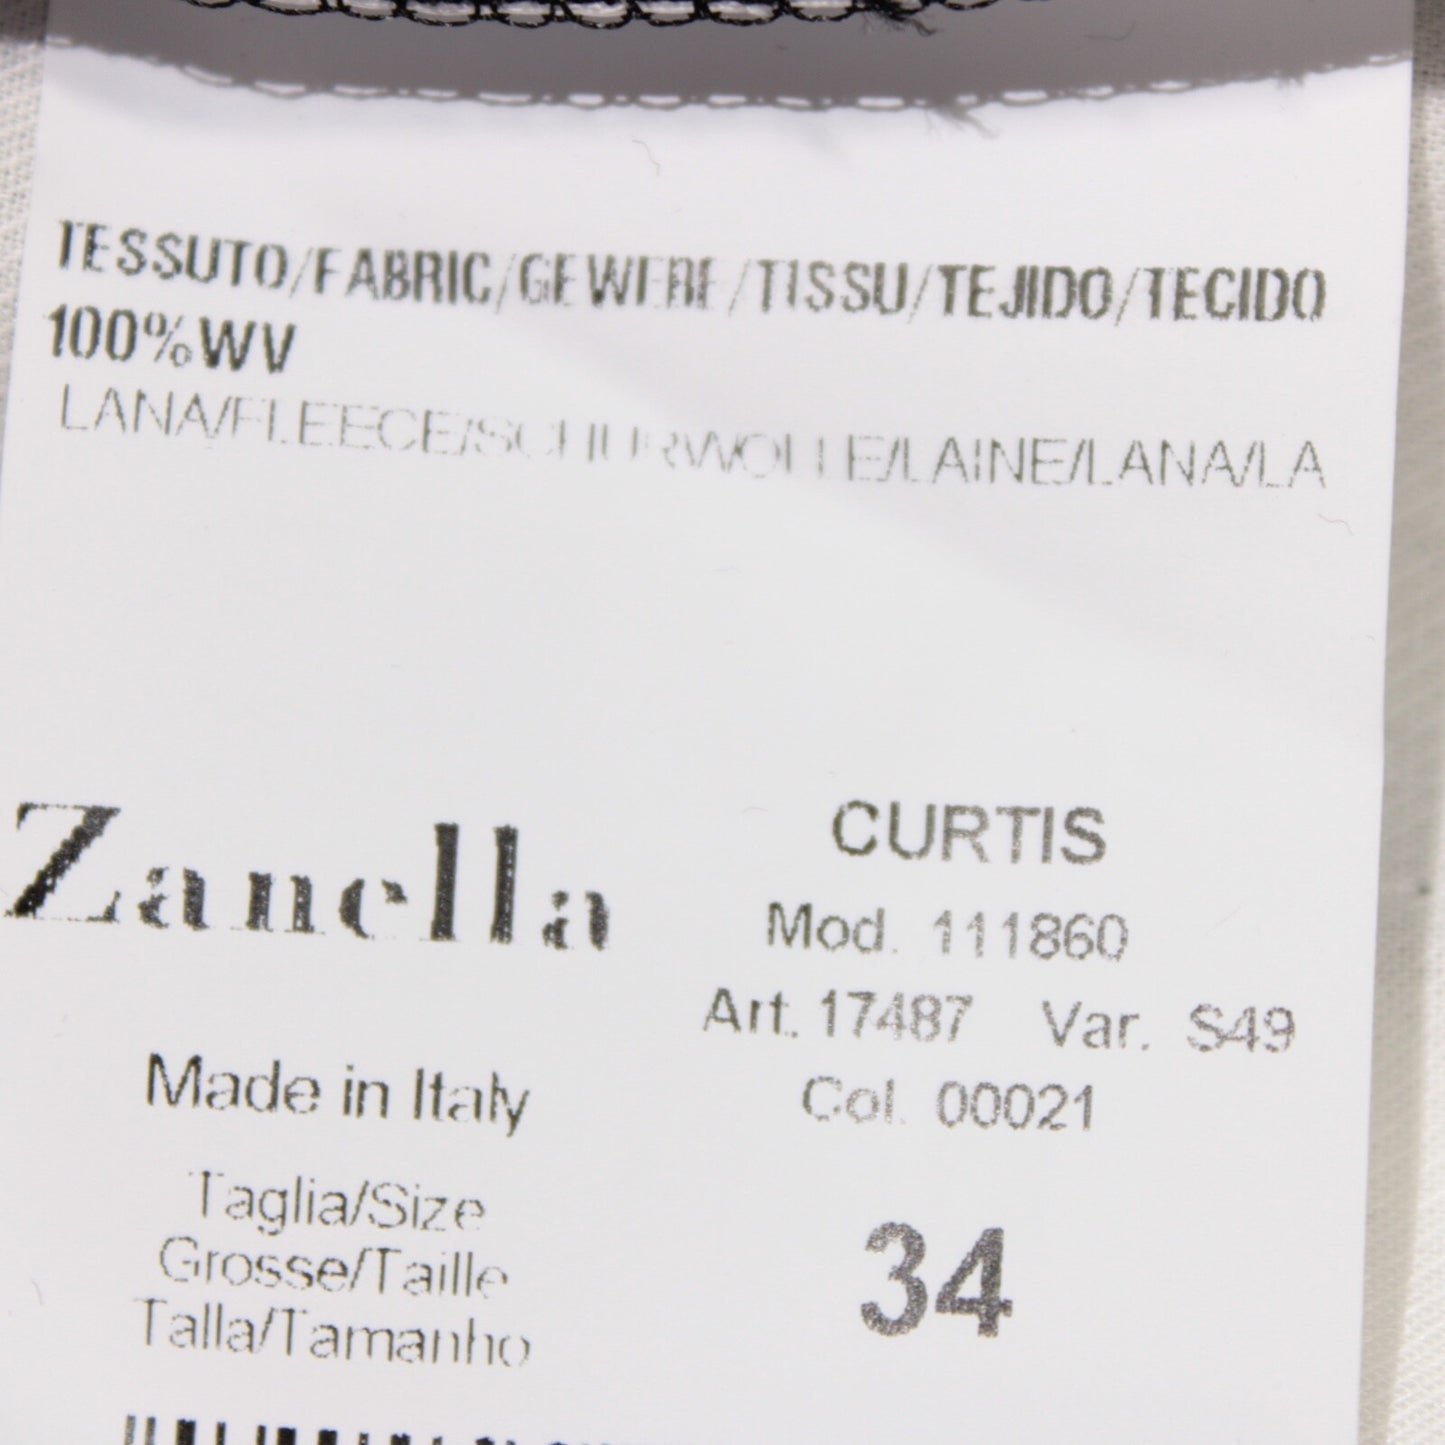 TESSUTO/FABRIC/GEWEBE/TISSU/TEJIDO/TECIDO
100%WV
LANA/FLEECE/SCHURWOLLE/LAINE/LANA/LA
Zanella
Made in Italy
Taglia/Size
Grosse/Taille
Talla/Tamanho
CURTIS
Mod. 111860
Art. 17487 Var. S49
Col. 00021
34